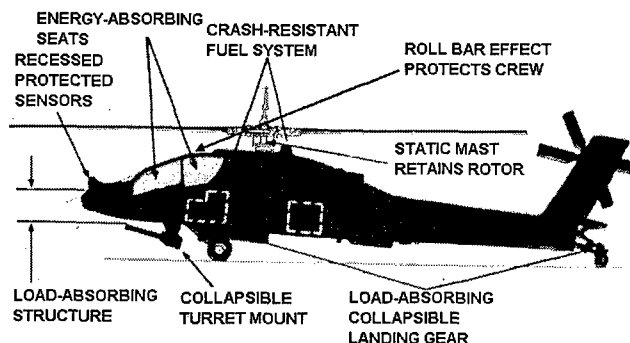 ENERGY-ABSORBING
SEATS
RECESSED
PROTECTED
SENSORS
CRASH-RESISTANT
FUEL SYSTEM
ROLL BAR EFFECT
PROTECTS CREW
STATIC MAST
RETAINS ROTOR
LOAD-ABSORBING
STRUCTURE
COLLAPSIBLE
TURRET MOUNT
LOAD-ABSORBING
COLLAPSIBLE
LANDING GEAR